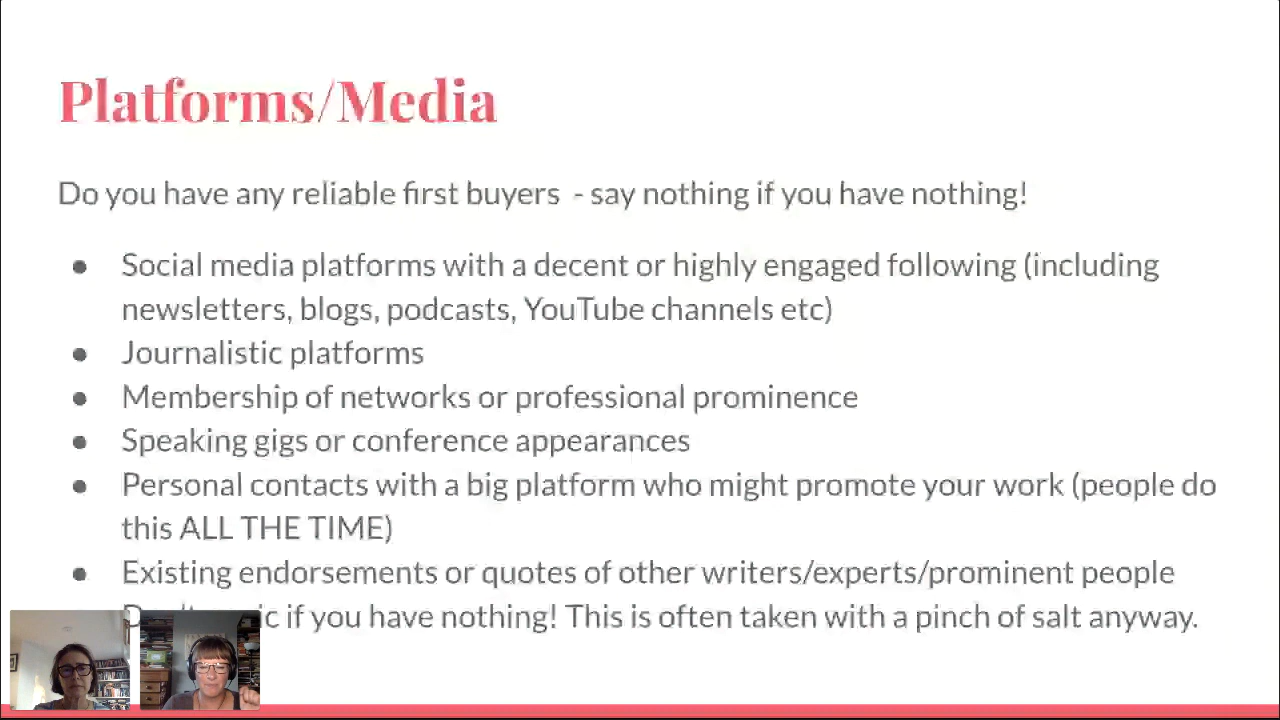 Platforms/Media
Do you have any reliable first buyers - say nothing if you have nothing!
● Social media platforms with a decent or highly engaged following (including
newsletters, blogs, podcasts, YouTube channels etc)
● Journalistic platforms
● Membership of networks or professional prominence
● Speaking gigs or conference appearances
● Personal contacts with a big platform who might promote your work (people do
this ALL THE TIME)
● Existing endorsements or quotes of other writers/experts/prominent people
if you have nothing! This is often taken with a pinch of salt anyway.